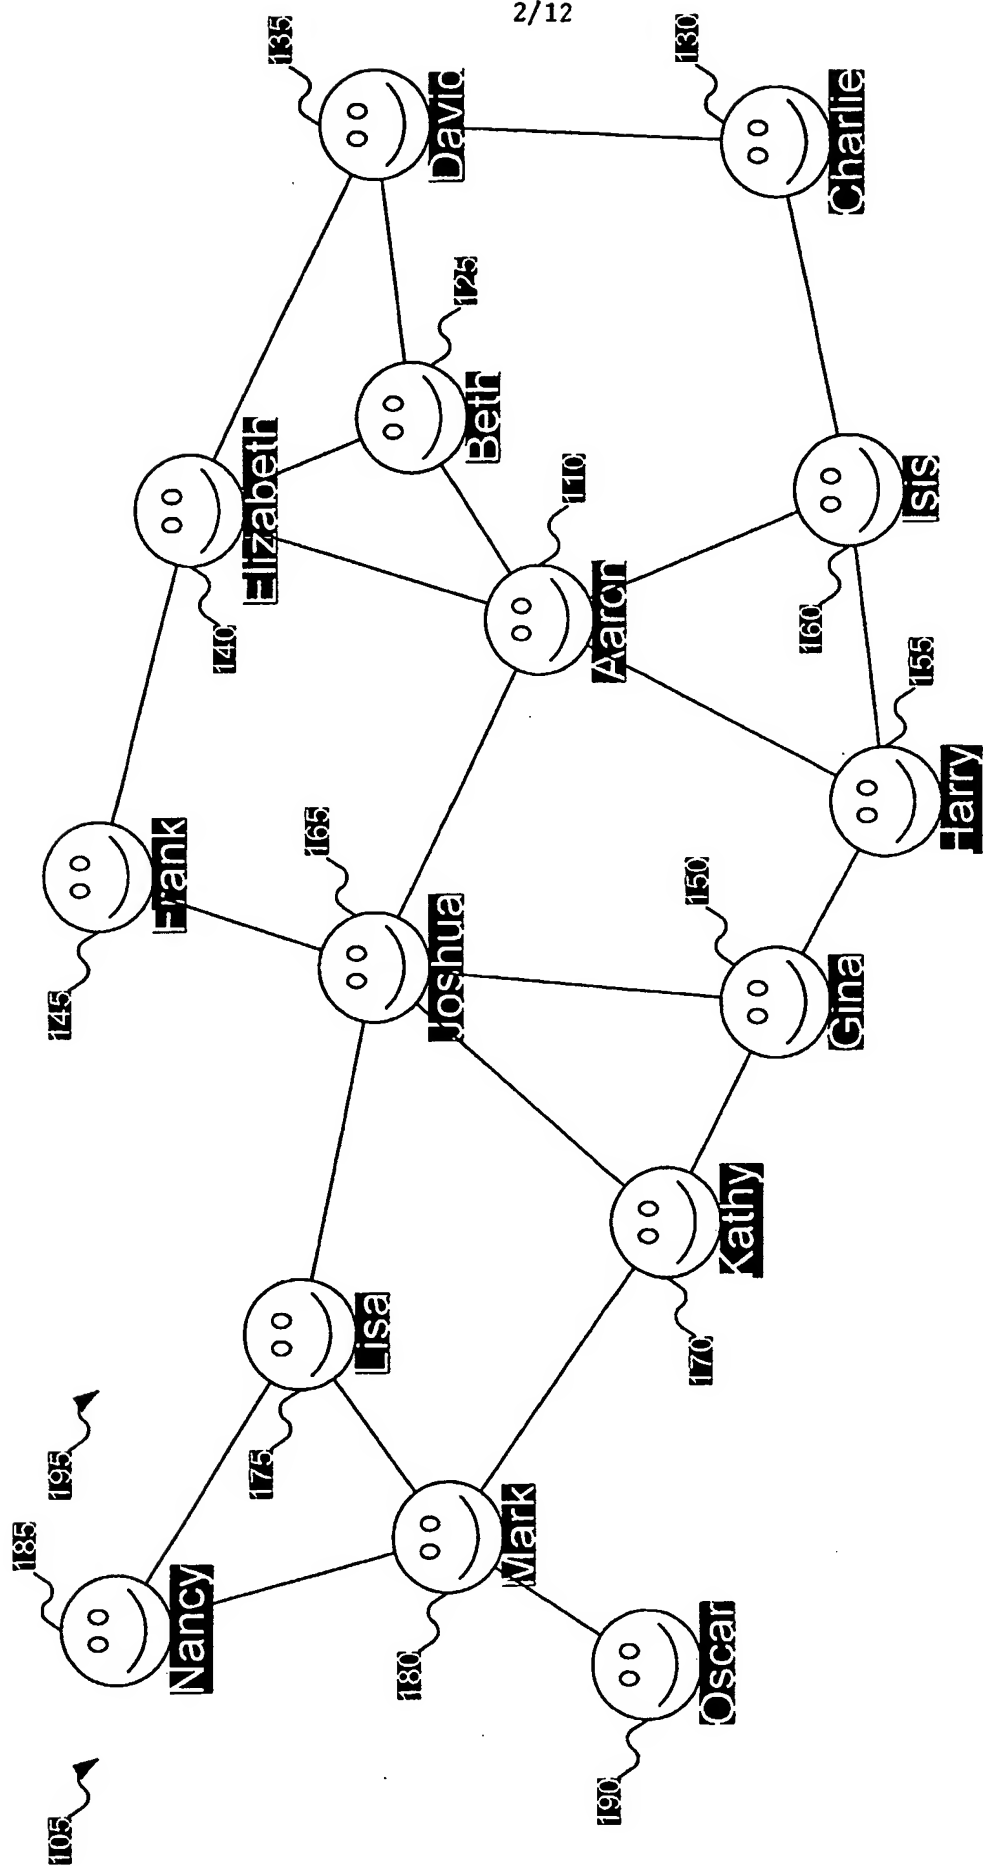 2/12
105
195
185
Nancy
175
Lisa
180
Mark
190
Oscar
145
Frank
165
Joshua
170
Kathy
150
Gina
140
Elizabeth
125
Beth
110
Aaron
155
Harry
160
Isis
135
David
130
Charlie